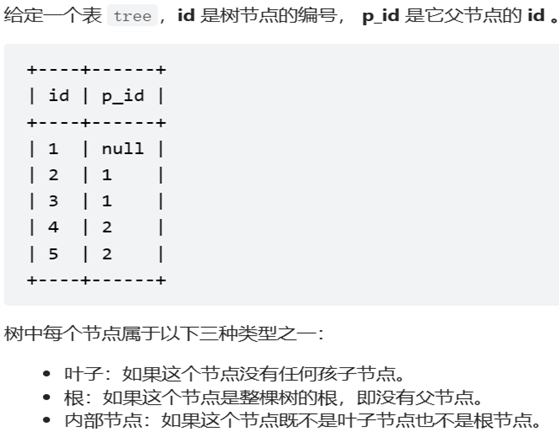 给定一个表 tree，id 是树节点的编号， p_id 是它父节点的 id 。
+----+------+
| id | p_id |
+----+------+
| 1  | null |
| 2  | 1    |
| 3  | 1    |
| 4  | 2    |
| 5  | 2    |
+----+------+
树中每个节点属于以下三种类型之一：
• 叶子：如果这个节点没有任何孩子节点。
• 根：如果这个节点是整棵树的根，即没有父节点。
• 内部节点：如果这个节点既不是叶子节点也不是根节点。